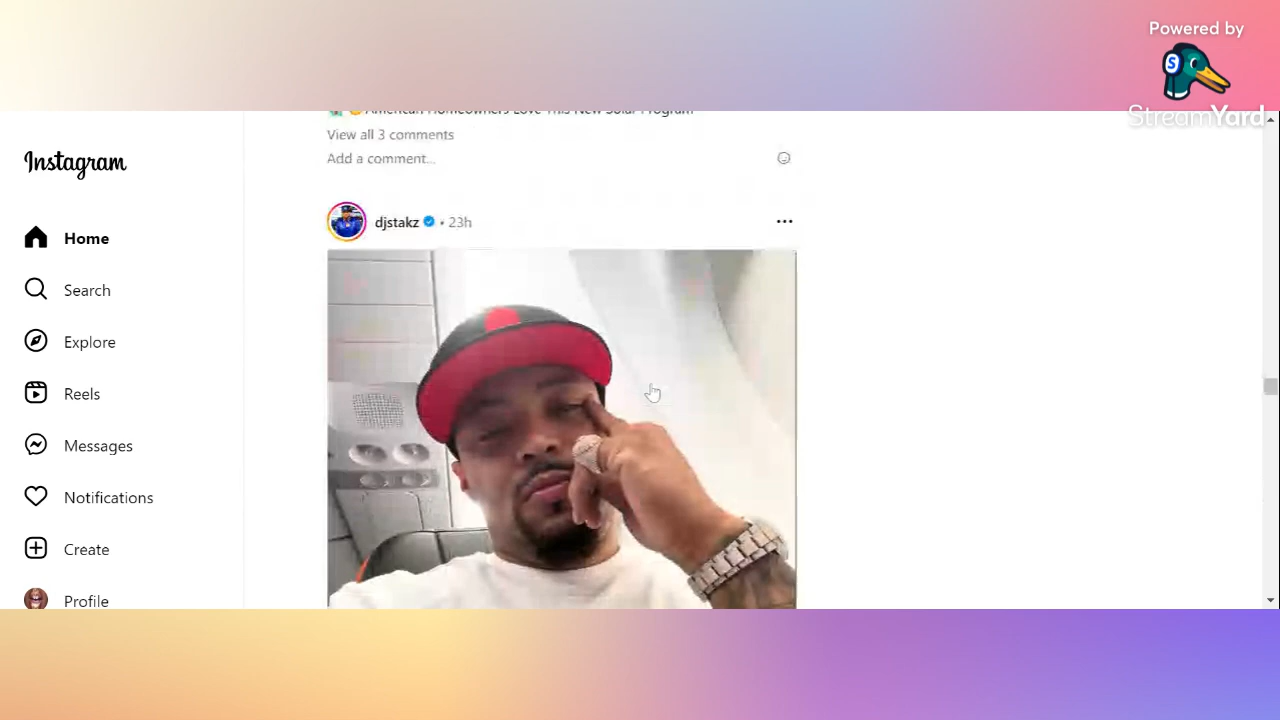 Powered by
StreamYard
American Homeowners Love This New Solar Program
View all 3 comments
Add a comment...
Instagram
djstakz • 23h
Home
Search
Explore
Reels
Messages
Notifications
Create
Profile